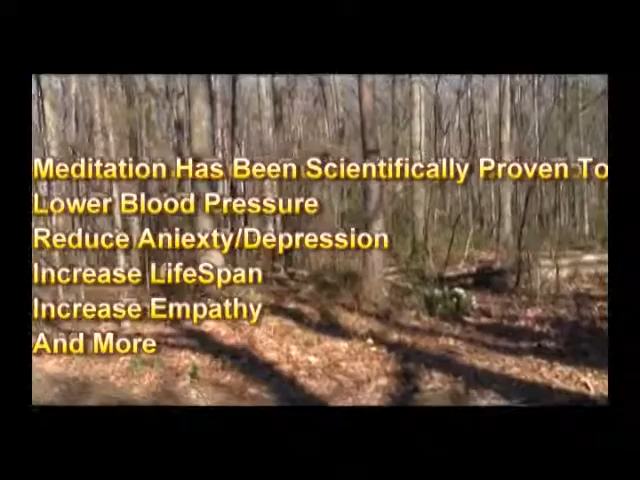 Meditation Has Been Scientifically Proven To
Lower Blood Pressure
Reduce Aniexty/Depression
Increase LifeSpan
Increase Empathy
And More